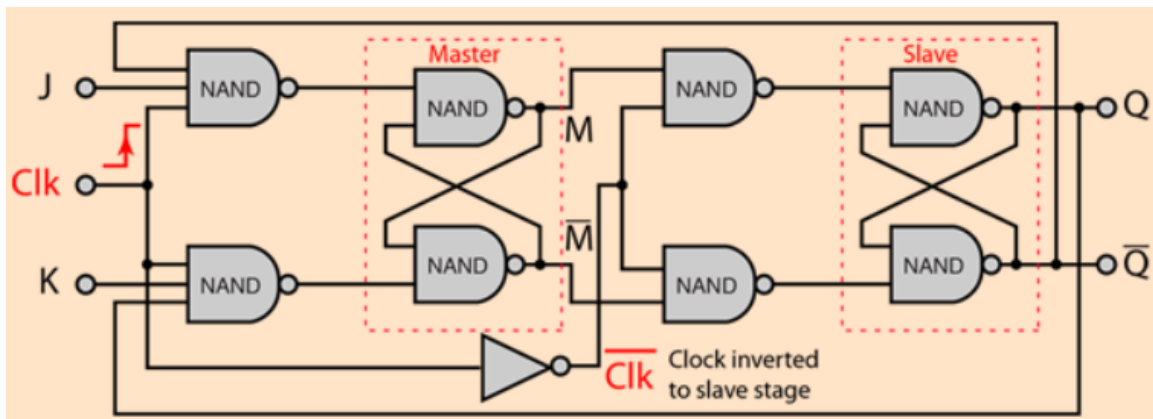 Master
Slave
J
NAND
NAND
NAND
NAND
M
Q
Clk
K
NAND
NAND
M̅
NAND
NAND
Q̅
C̅l̅k̅
Clock inverted
to slave stage